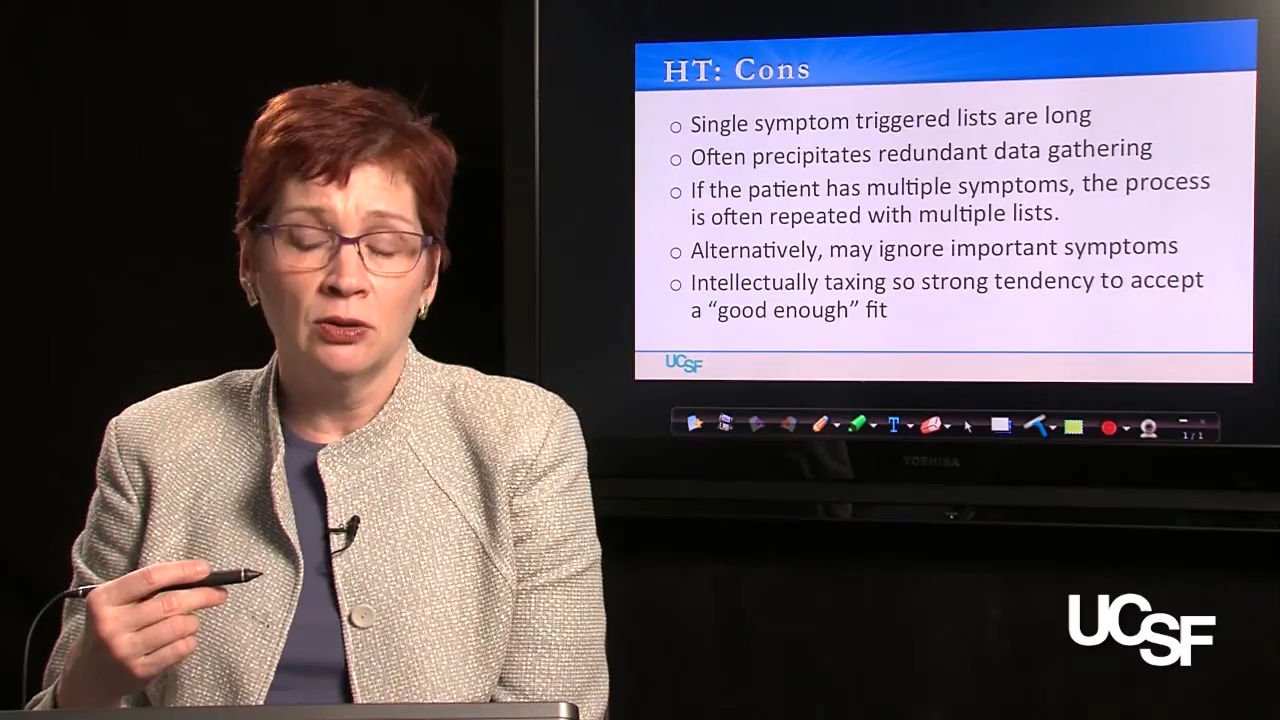 HT: Cons
Single symptom triggered lists are long
Often precipitates redundant data gathering
If the patient has multiple symptoms, the process
is often repeated with multiple lists.
Alternatively, may ignore important symptoms
Intellectually taxing so strong tendency to accept
a “good enough” fit
UCSF
T
1/1
TOSHIBA
UCSF